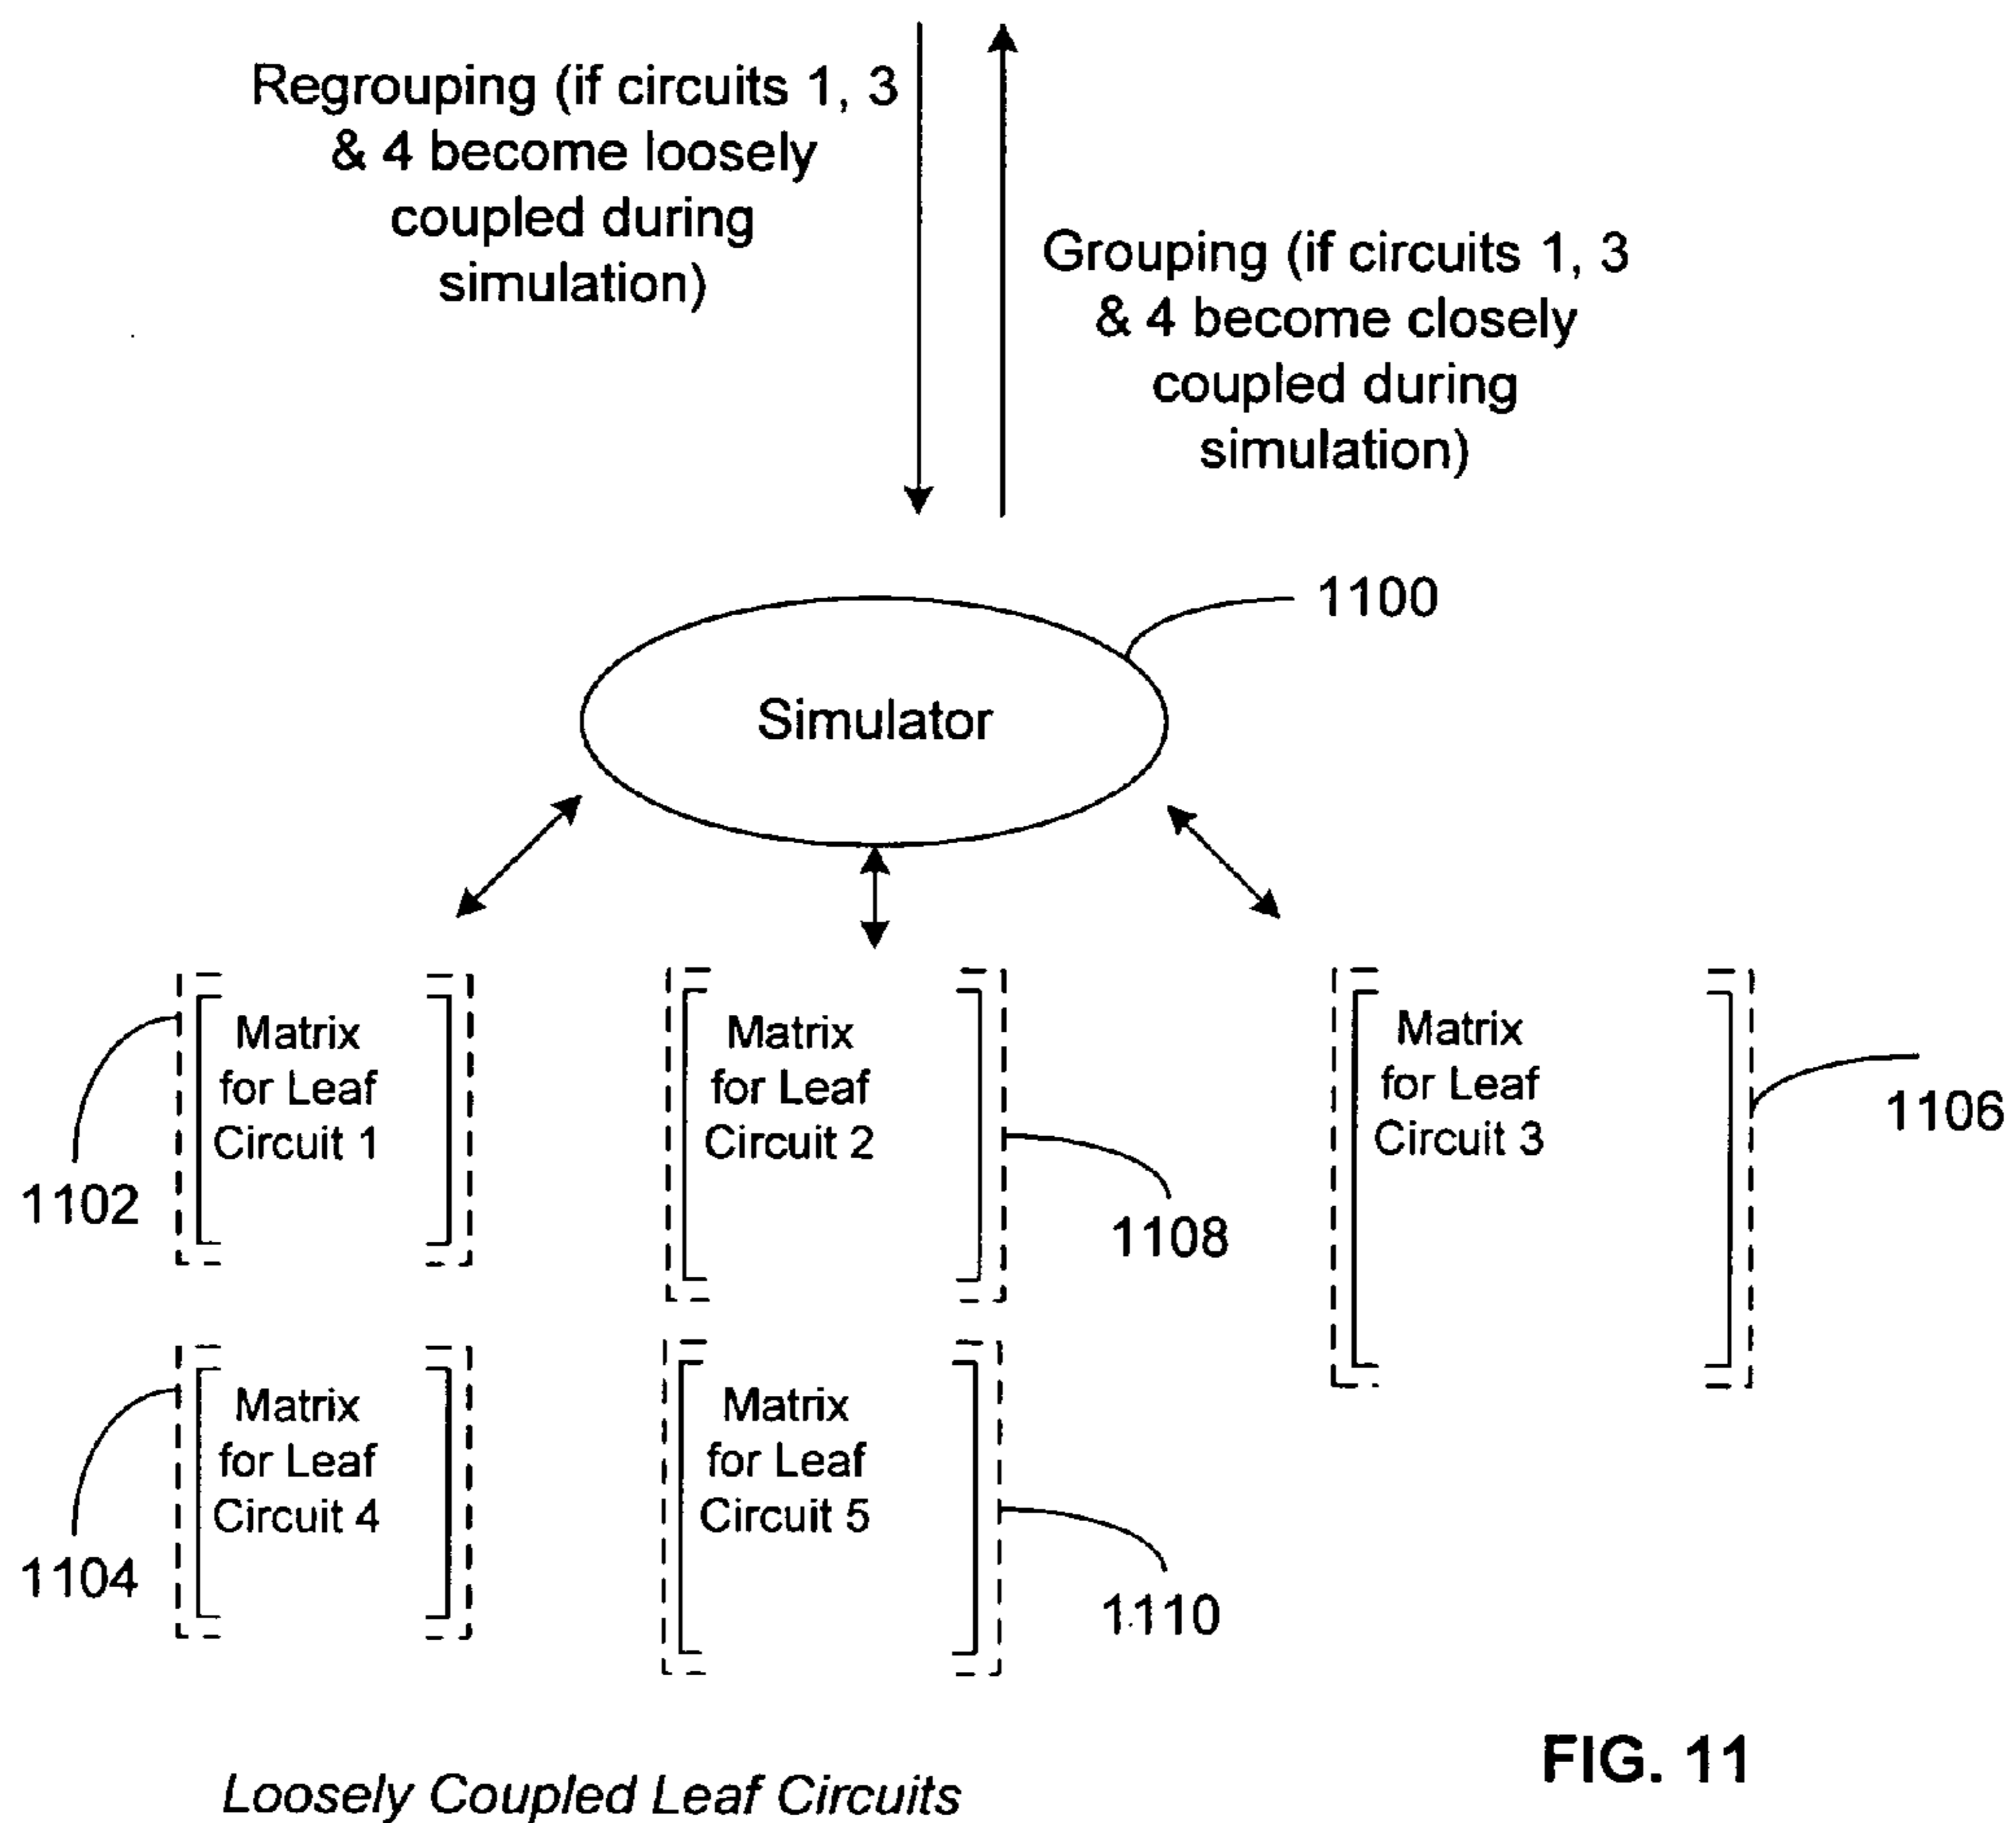 Regrouping (if circuits 1, 3
& 4 become loosely
coupled during
simulation)
Grouping (if circuits 1, 3
& 4 become closely
coupled during
simulation)
1100
Simulator
Matrix
for Leaf
Circuit 1
1102
Matrix
for Leaf
Circuit 2
1108
Matrix
for Leaf
Circuit 3
1106
Matrix
for Leaf
Circuit 4
1104
Matrix
for Leaf
Circuit 5
1110
FIG. 11
Loosely Coupled Leaf Circuits